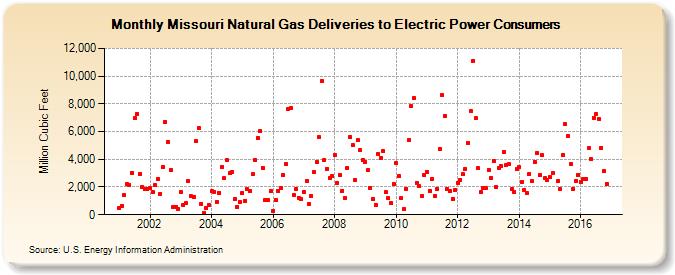 Monthly Missouri Natural Gas Deliveries to Electric Power Consumers
Million Cubic Feet
12,000
10,000
8,000
6,000
4,000
2,000
0
2002 2004 2006 2008 2010 2012 2014 2016
Source: U.S. Energy Information Administration